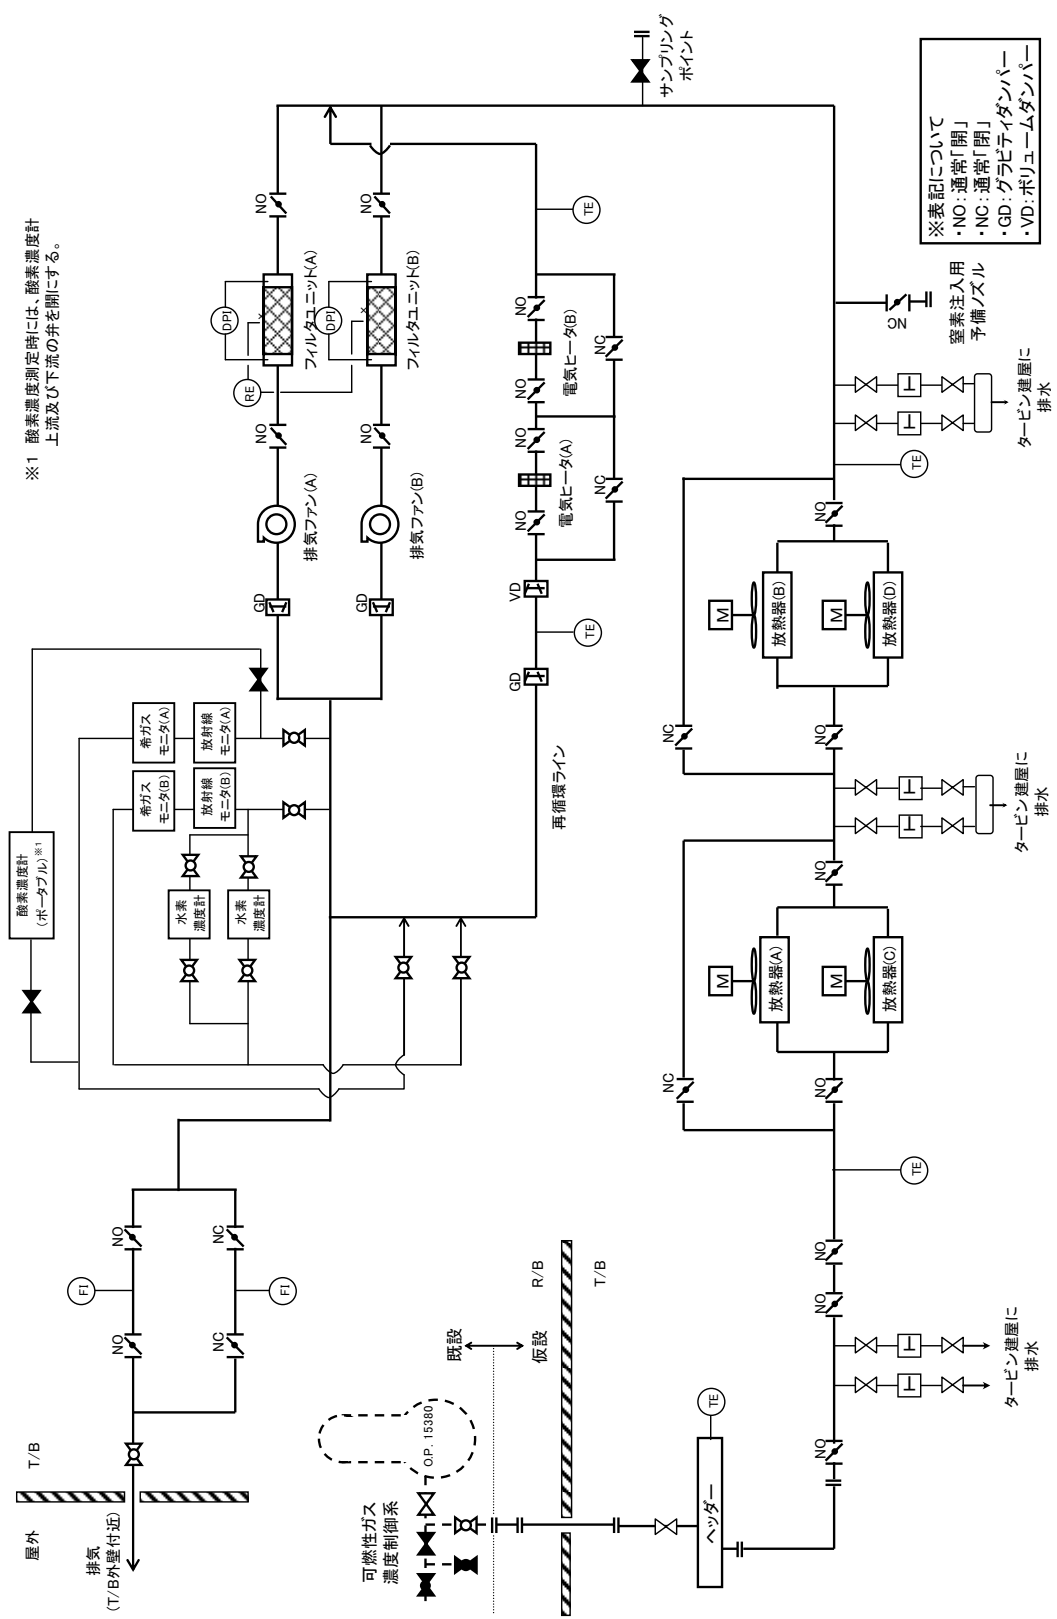 屋外
T/B
排気
(T/B外壁付近)
FI
NO
NO
NC
NC
FI
酸素濃度計
(ポータブル)※1
※1 酸素濃度測定時には、酸素濃度計
上流及び下流の弁を開にする。
希ガス
モニタ(A)
放射線
モニタ(A)
希ガス
モニタ(B)
放射線
モニタ(B)
水素
濃度計
水素
濃度計
GD
排気ファン(A)
NO
RE
DPI
フィルタユニット(A)
NO
GD
排気ファン(B)
NO
DPI
フィルタユニット(B)
NO
再循環ライン
GD
TE
VD
NO
電気ヒータ(A)
NO
NC
NO
電気ヒータ(B)
NO
NC
TE
サンプリング
ポイント
可燃性ガス
濃度制御系
O.P. 15380
既設
仮設
R/B
T/B
ヘッダー
TE
NO
タービン建屋に
排水
NO
NO
TE
NC
NO
M
放熱器(A)
M
放熱器(C)
NO
タービン建屋に
排水
NC
NO
M
放熱器(B)
M
放熱器(D)
NO
TE
タービン建屋に
排水
NC
窒素注入用
予備ノズル
※表記について
・NO:通常「開」
・NC:通常「閉」
・GD:グラビティダンパー
・VD:ボリュームダンパー